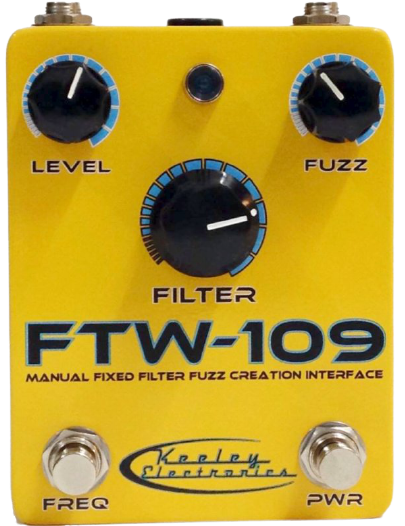 LEVEL
FUZZ
FILTER
FTW-109
MANUAL FIXED FILTER FUZZ CREATION INTERFACE
Keeley
Electronics
FREQ
PWR